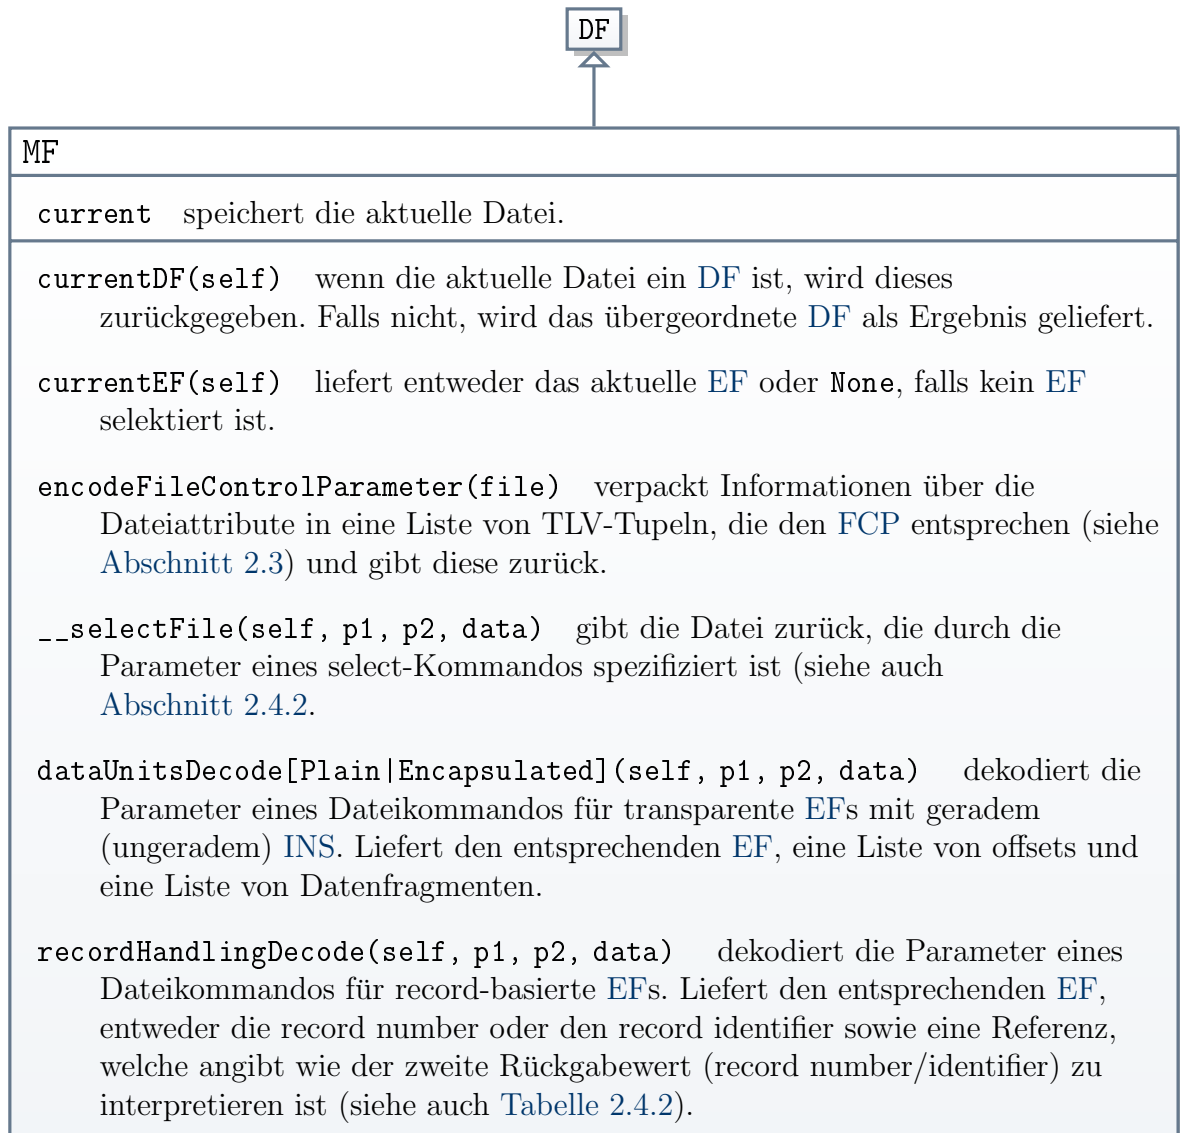 DF
MF
current speichert die aktuelle Datei.
currentDF(self) wenn die aktuelle Datei ein DF ist, wird dieses
zurückgegeben. Falls nicht, wird das übergeordnete DF als Ergebnis geliefert.
currentEF(self) liefert entweder das aktuelle EF oder None, falls kein EF
selektiert ist.
encodeFileControlParameter(file) verpackt Informationen über die
Dateiattribute in eine Liste von TLV-Tupeln, die den FCP entsprechen (siehe
Abschnitt 2.3) und gibt diese zurück.
__selectFile(self, p1, p2, data) gibt die Datei zurück, die durch die
Parameter eines select-Kommandos spezifiziert ist (siehe auch
Abschnitt 2.4.2.
dataUnitsDecode[Plain|Encapsulated](self, p1, p2, data) dekodiert die
Parameter eines Dateikommandos für transparente EFs mit geradem
(ungeradem) INS. Liefert den entsprechenden EF, eine Liste von offsets und
eine Liste von Datenfragmenten.
recordHandlingDecode(self, p1, p2, data) dekodiert die Parameter eines
Dateikommandos für record-basierte EFs. Liefert den entsprechenden EF,
entweder die record number oder den record identifier sowie eine Referenz,
welche angibt wie der zweite Rückgabewert (record number/identifier) zu
interpretieren ist (siehe auch Tabelle 2.4.2).